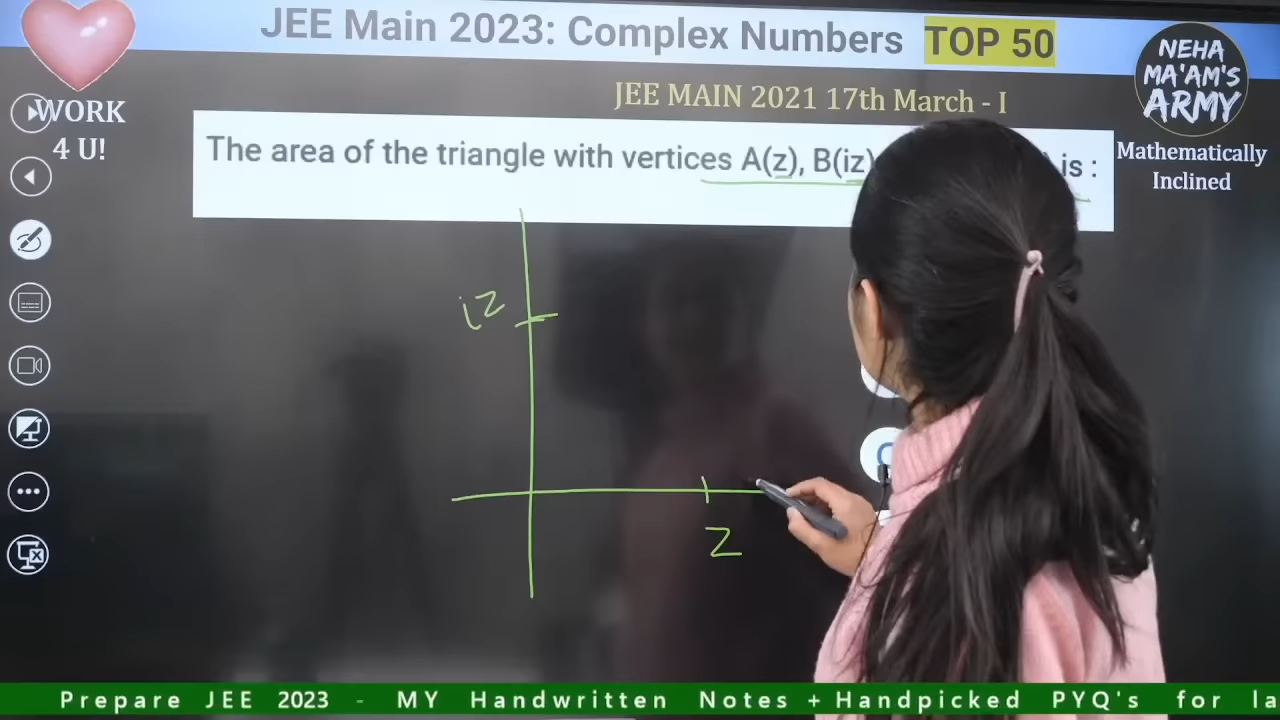 JEE Main 2023: Complex Numbers TOP 50
WORK
4 U!
NEHA
MA'AM'S
ARMY
Mathematically
Inclined
JEE MAIN 2021 17th March - I
The area of the triangle with vertices A(z), B(iz) is :
iz
z
Prepare JEE 2023 - MY Handwritten Notes + Handpicked PYQ's for la